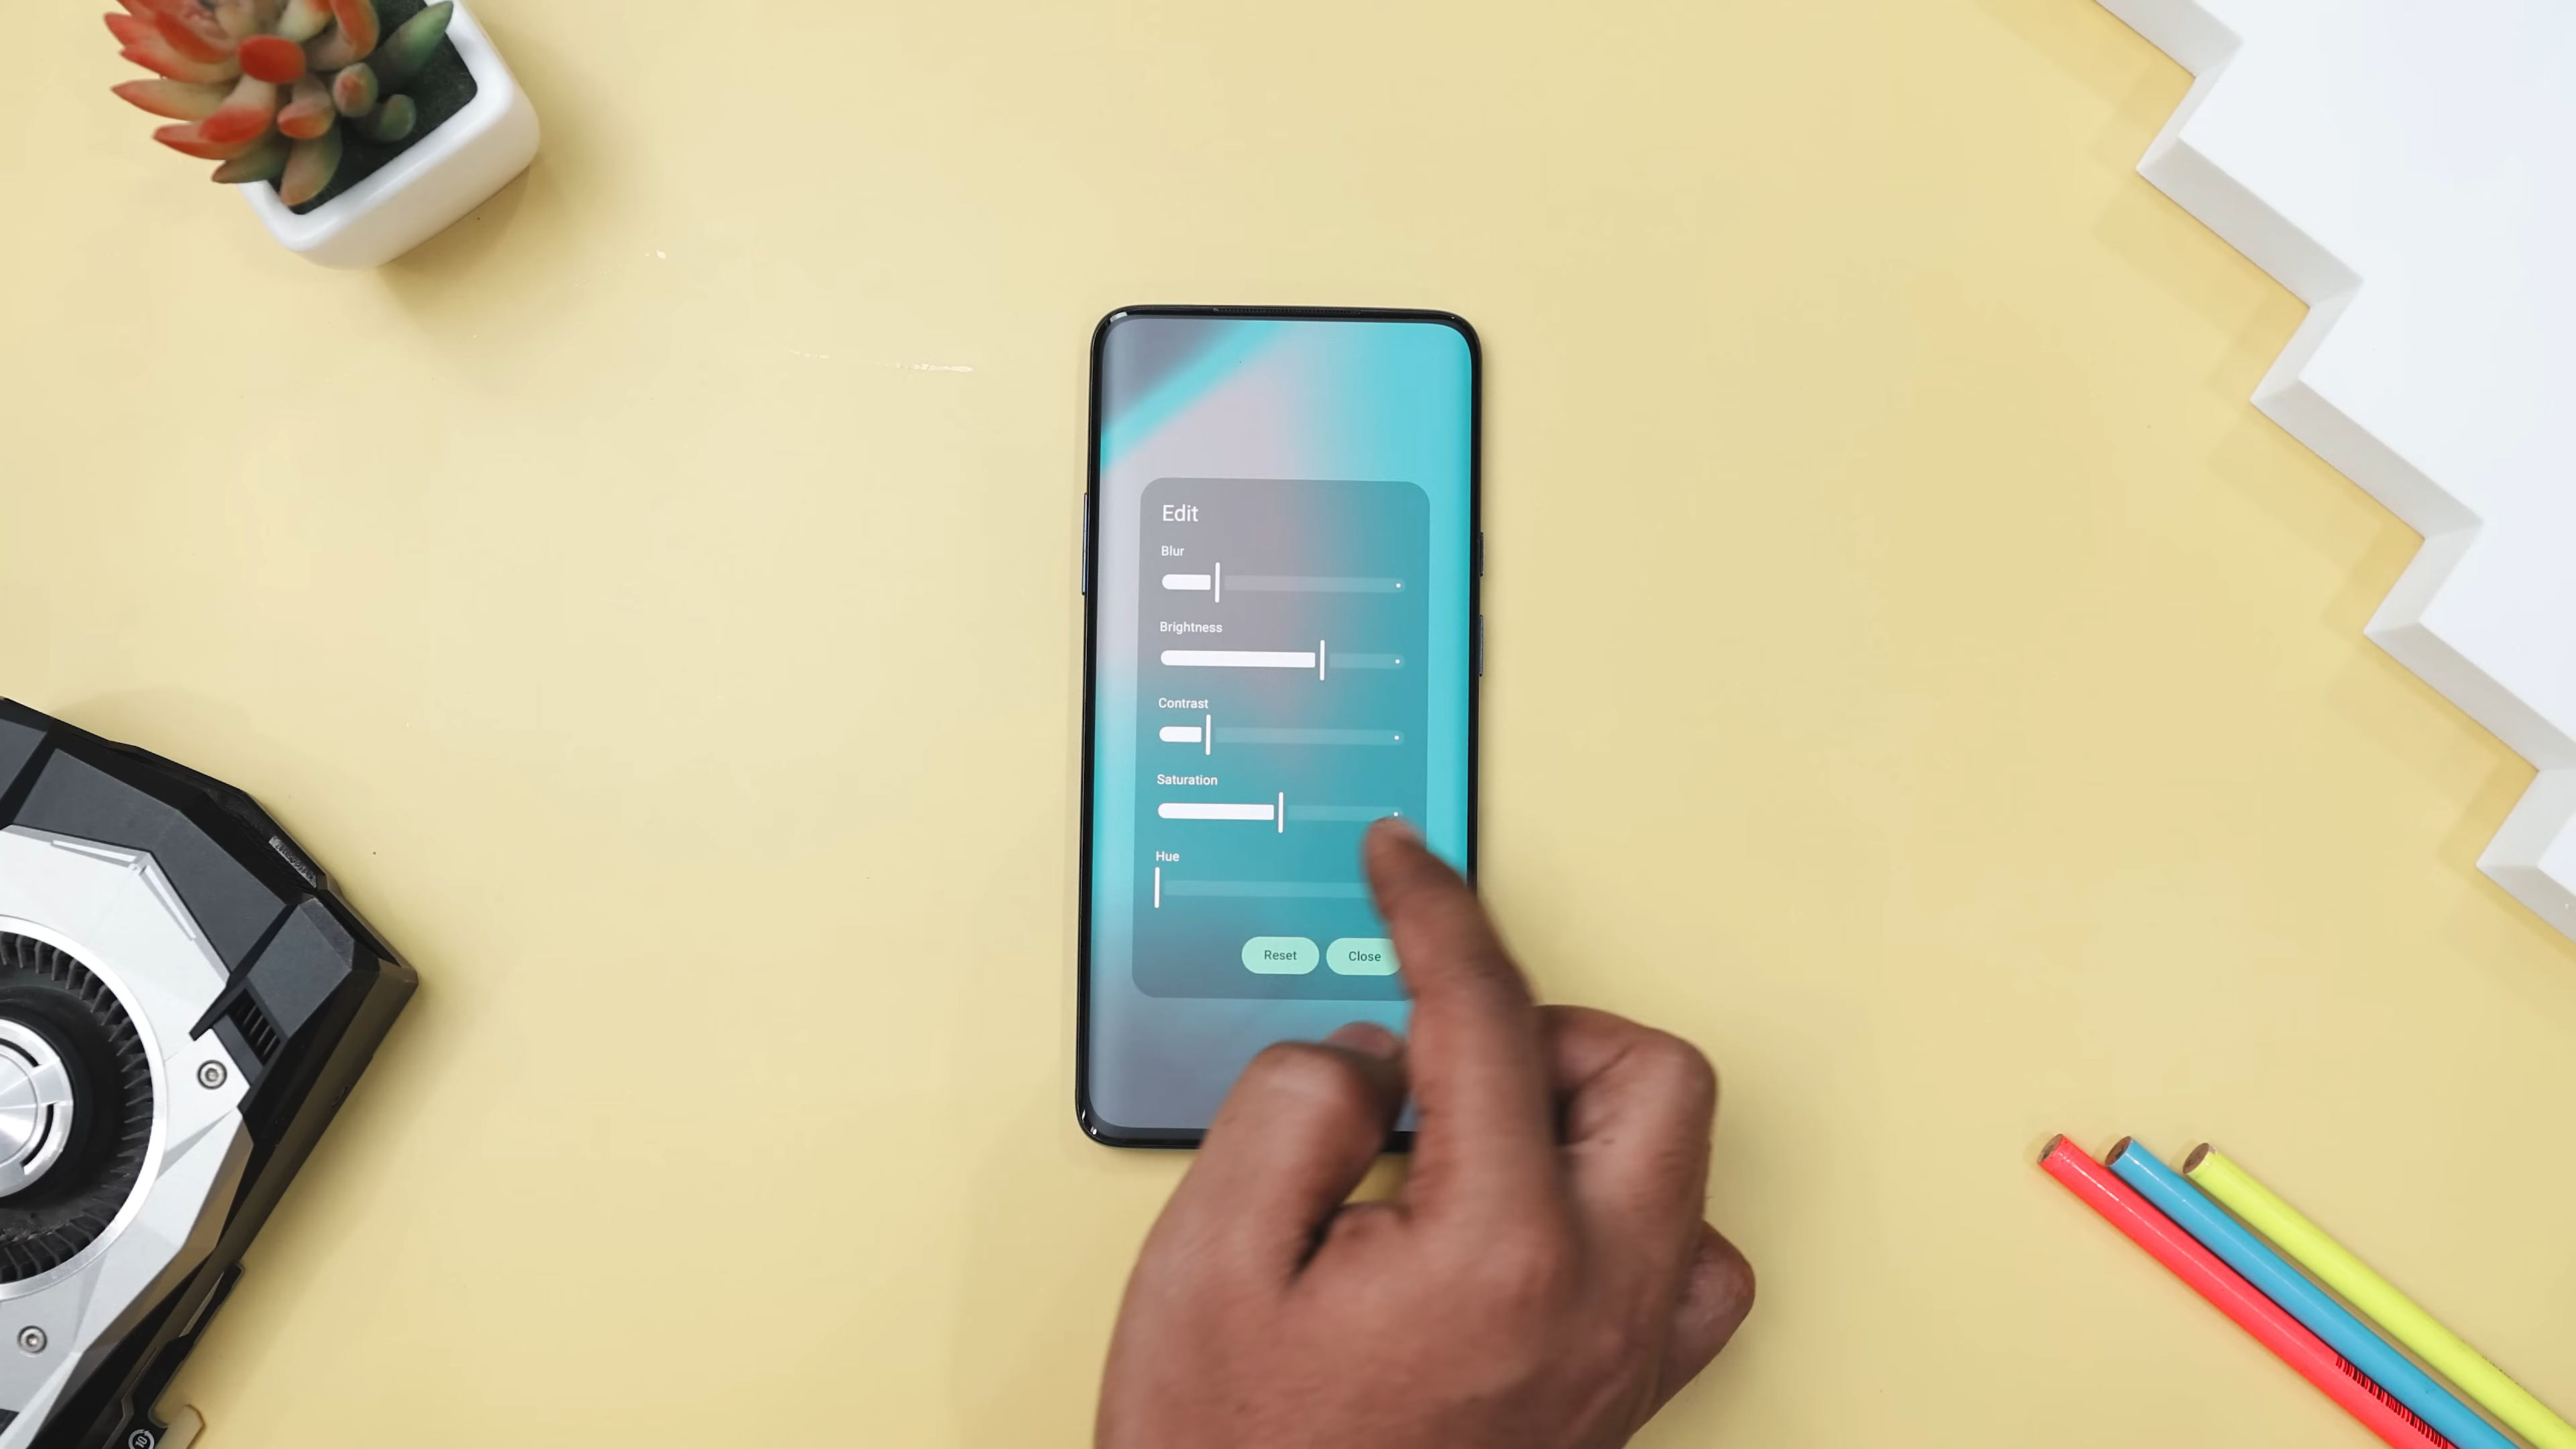 Edit
Blur
Brightness
Contrast
Saturation
Hue
Reset
Close